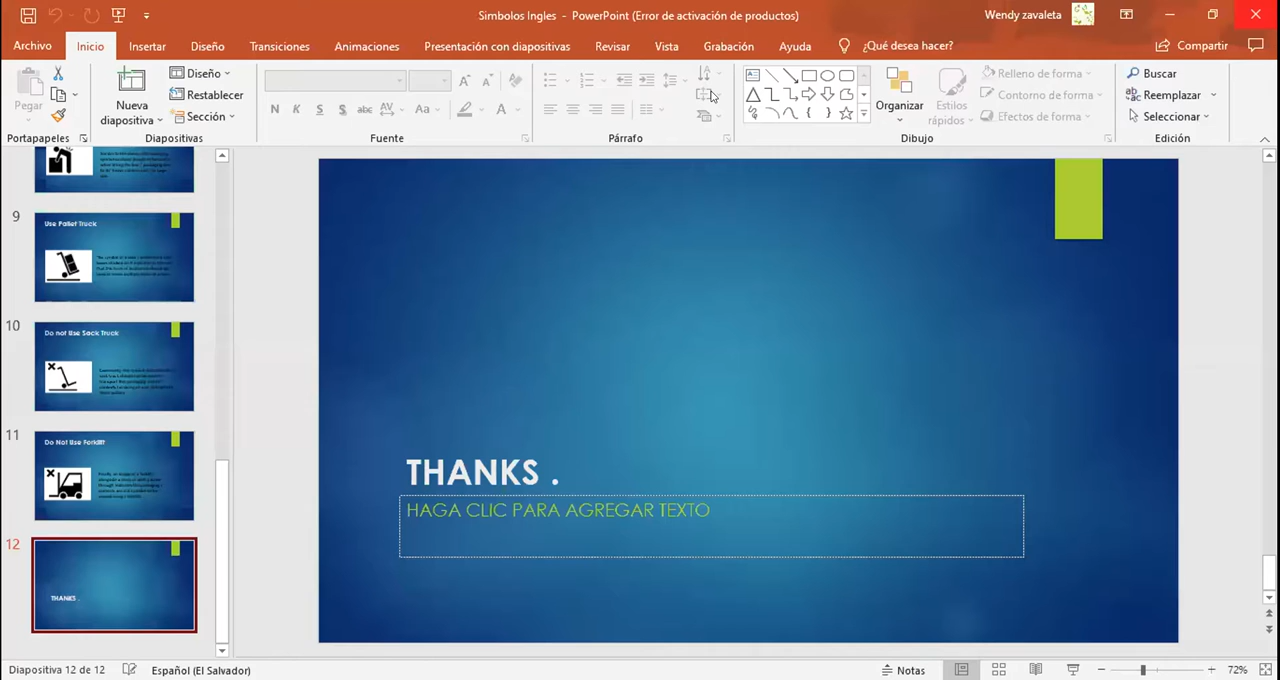 Simbolos Ingles - PowerPoint (Error de activación de productos)
Wendy zavaleta
Archivo
Inicio
Insertar
Diseño
Transiciones
Animaciones
Presentación con diapositivas
Revisar
Vista
Grabación
Ayuda
¿Qué desea hacer?
Compartir
Pegar
Portapapeles
Nueva
diapositiva
Diseño
Restablecer
Sección
Diapositivas
N K S S abc AV Aa A
Fuente
Párrafo
Organizar
Estilos
rápidos
Relleno de forma
Contorno de forma
Efectos de forma
Dibujo
Buscar
Reemplazar
Seleccionar
Edición
9
Use Pallet Truck
10
Do not Use Sack Truck
11
Do Not Use Forklift
12
THANKS .
THANKS .
HAGA CLIC PARA AGREGAR TEXTO
Diapositiva 12 de 12
Español (El Salvador)
Notas
72%